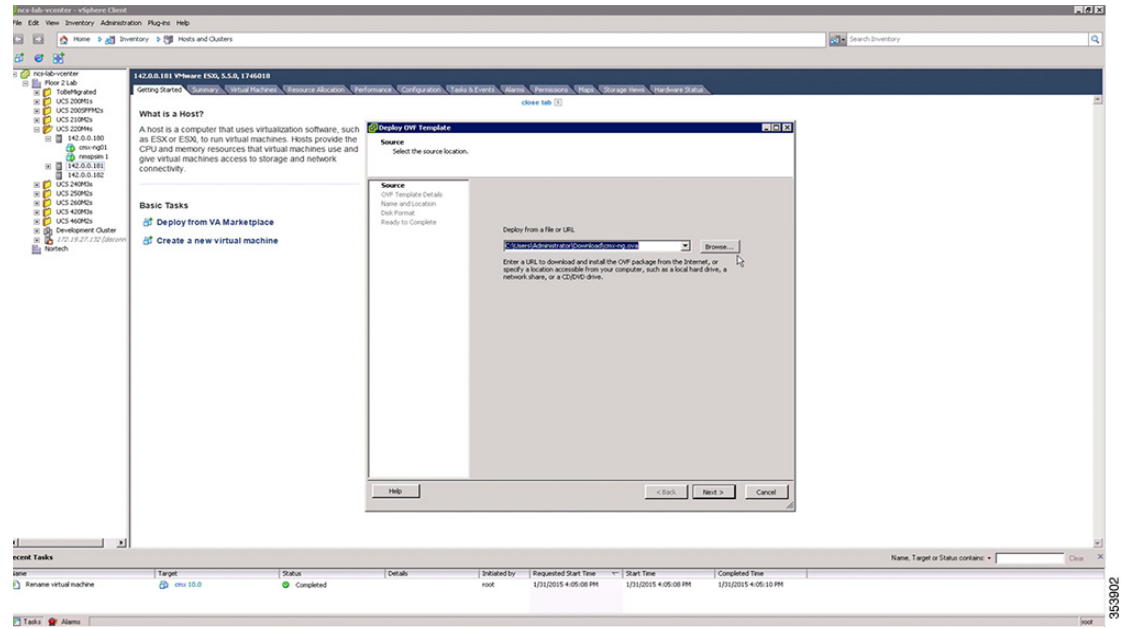 ncs-lab-vcenter - vSphere Client
File Edit View Inventory Administration Plug-ins Help
Home Inventory Hosts and Clusters
Search Inventory
ncs-lab-vcenter
Floor 2 Lab
ToBeMigrated
UCS 200M1s
UCS 200SFFM2s
UCS 210M2s
UCS 220M4s
142.0.0.180
cmx-ng01
nmspsim 1
142.0.0.181
142.0.0.182
UCS 240M3s
UCS 250M2s
UCS 260M2s
UCS 420M3s
UCS 460M2s
Development Cluster
172.19.27.132 (disconn
Nortech
142.0.0.181 VMware ESXi, 5.5.0, 1746018
Getting Started Summary Virtual Machines Resource Allocation Performance Configuration Tasks & Events Alarms Permissions Maps Storage Views Hardware Status
close tab
What is a Host?
A host is a computer that uses virtualization software, such
as ESX or ESXi, to run virtual machines. Hosts provide the
CPU and memory resources that virtual machines use and
give virtual machines access to storage and network
connectivity.
Basic Tasks
Deploy from VA Marketplace
Create a new virtual machine
Deploy OVF Template
Source
Select the source location.
Source
OVF Template Details
Name and Location
Disk Format
Ready to Complete
Deploy from a file or URL
C:\Users\Administrator\Download\cmx-ng.ova Browse...
Enter a URL to download and install the OVF package from the Internet, or
specify a location accessible from your computer, such as a local hard drive, a
network share, or a CD/DVD drive.
Help < Back Next > Cancel
ecent Tasks
Name, Target or Status contains: Clear
ame Target Status Details Initiated by Requested Start Time Start Time Completed Time
Rename virtual machine cmx 10.0 Completed root 1/31/2015 4:05:08 PM 1/31/2015 4:05:08 PM 1/31/2015 4:05:10 PM
Tasks Alarms root
353902